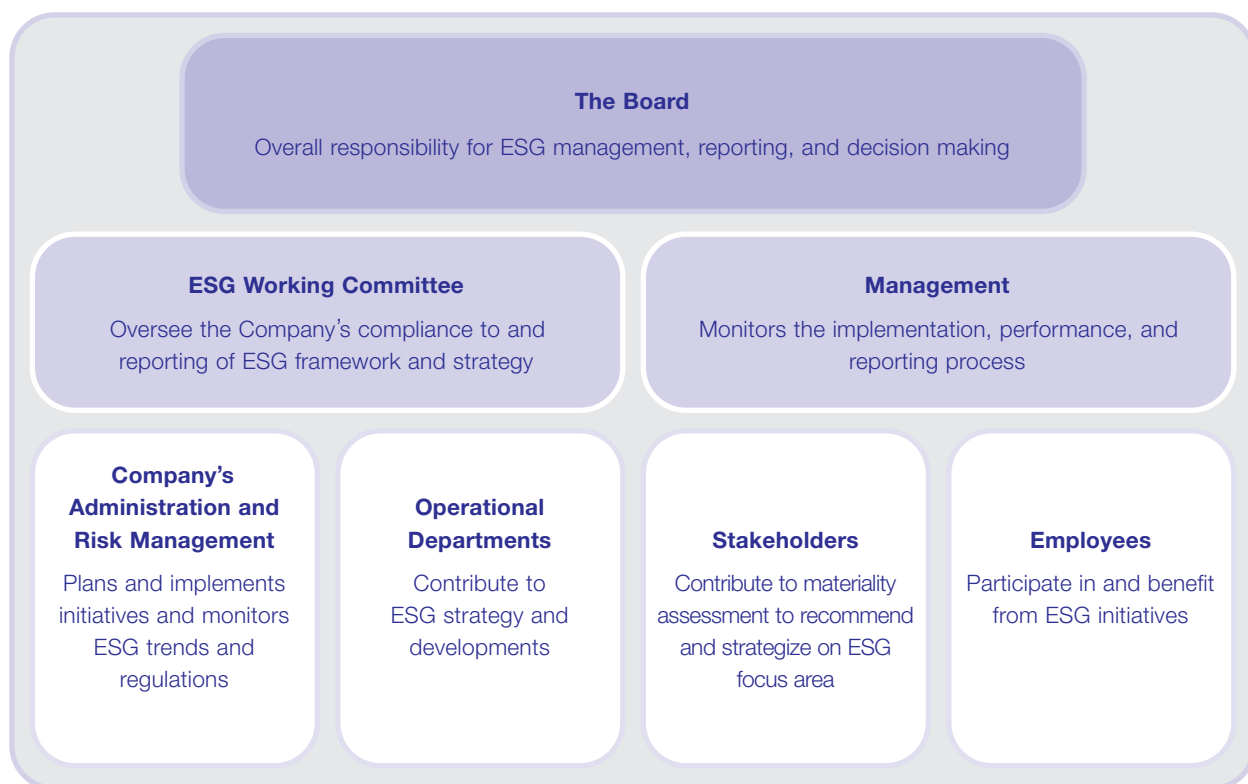 The Board
Overall responsibility for ESG management, reporting, and decision making
ESG Working Committee
Oversee the Company’s compliance to and
reporting of ESG framework and strategy
Management
Monitors the implementation, performance, and
reporting process
Company’s
Administration and
Risk Management
Plans and implements
initiatives and monitors
ESG trends and
regulations
Operational
Departments
Contribute to
ESG strategy and
developments
Stakeholders
Contribute to materiality
assessment to recommend
and strategize on ESG
focus area
Employees
Participate in and benefit
from ESG initiatives